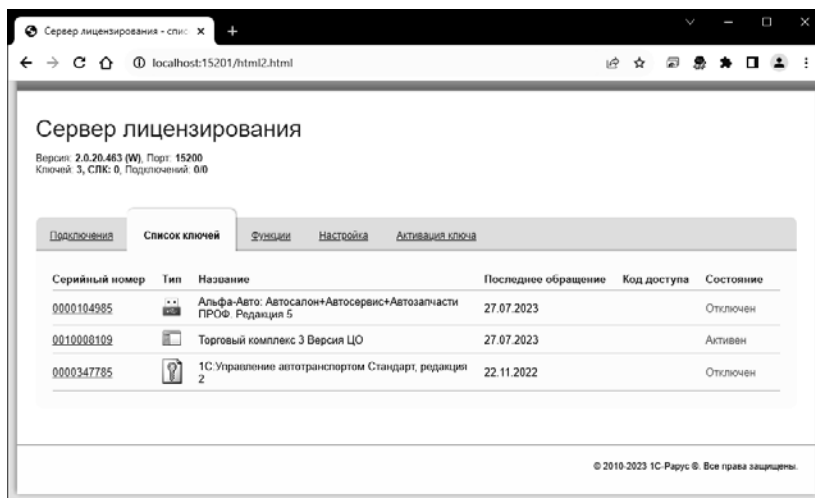 Сервер лицензирования - спис
localhost:15201/html2.html
Сервер лицензирования
Версия: 2.0.20.463 (W), Порт: 15200
Ключей: 3, СЛК: 0, Подключений: 0/0
Подключения Список ключей Функции Настройка Активация ключа
Серийный номер Тип Название Последнее обращение Код доступа Состояние
0000104985 Альфа-Авто: Автосалон+Автосервис+Автозапчасти ПРОФ. Редакция 5 27.07.2023 Отключен
0010008109 Торговый комплекс 3 Версия ЦО 27.07.2023 Активен
0000347785 1С:Управление автотранспортом Стандарт, редакция 2 22.11.2022 Отключен
© 2010-2023 1С-Рарус ®. Все права защищены.